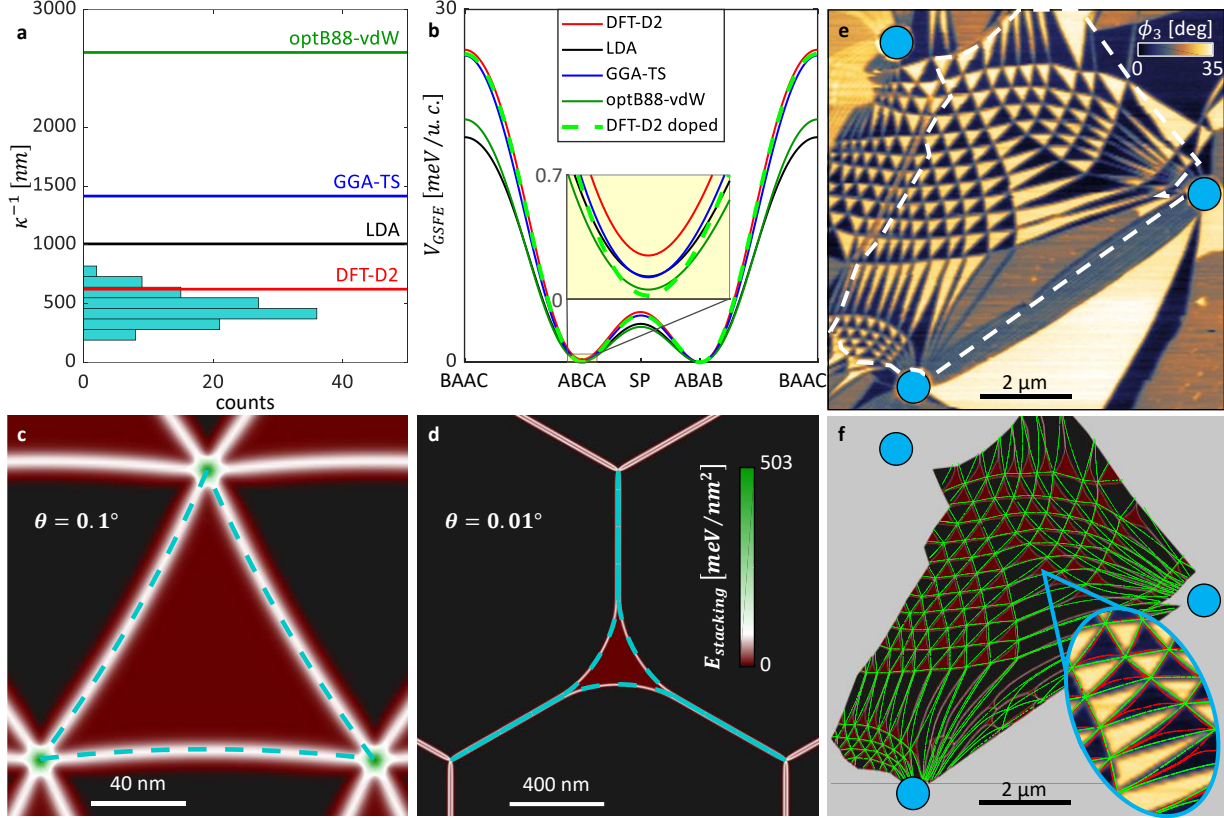 a
κ⁻¹ [nm]
3000
2500
2000
1500
1000
500
0
optB88-vdW
GGA-TS
LDA
DFT-D2
0 20 40
counts
b
V_GSFE [meV/u.c.]
30
0
DFT-D2
LDA
GGA-TS
optB88-vdW
DFT-D2 doped
0.7
0
BAAC ABCA SP ABAB BAAC
e
ϕ₃ [deg]
0 35
2 μm
c
θ = 0.1°
40 nm
d
θ = 0.01°
503
E_stacking [meV/nm²]
0
400 nm
f
2 μm